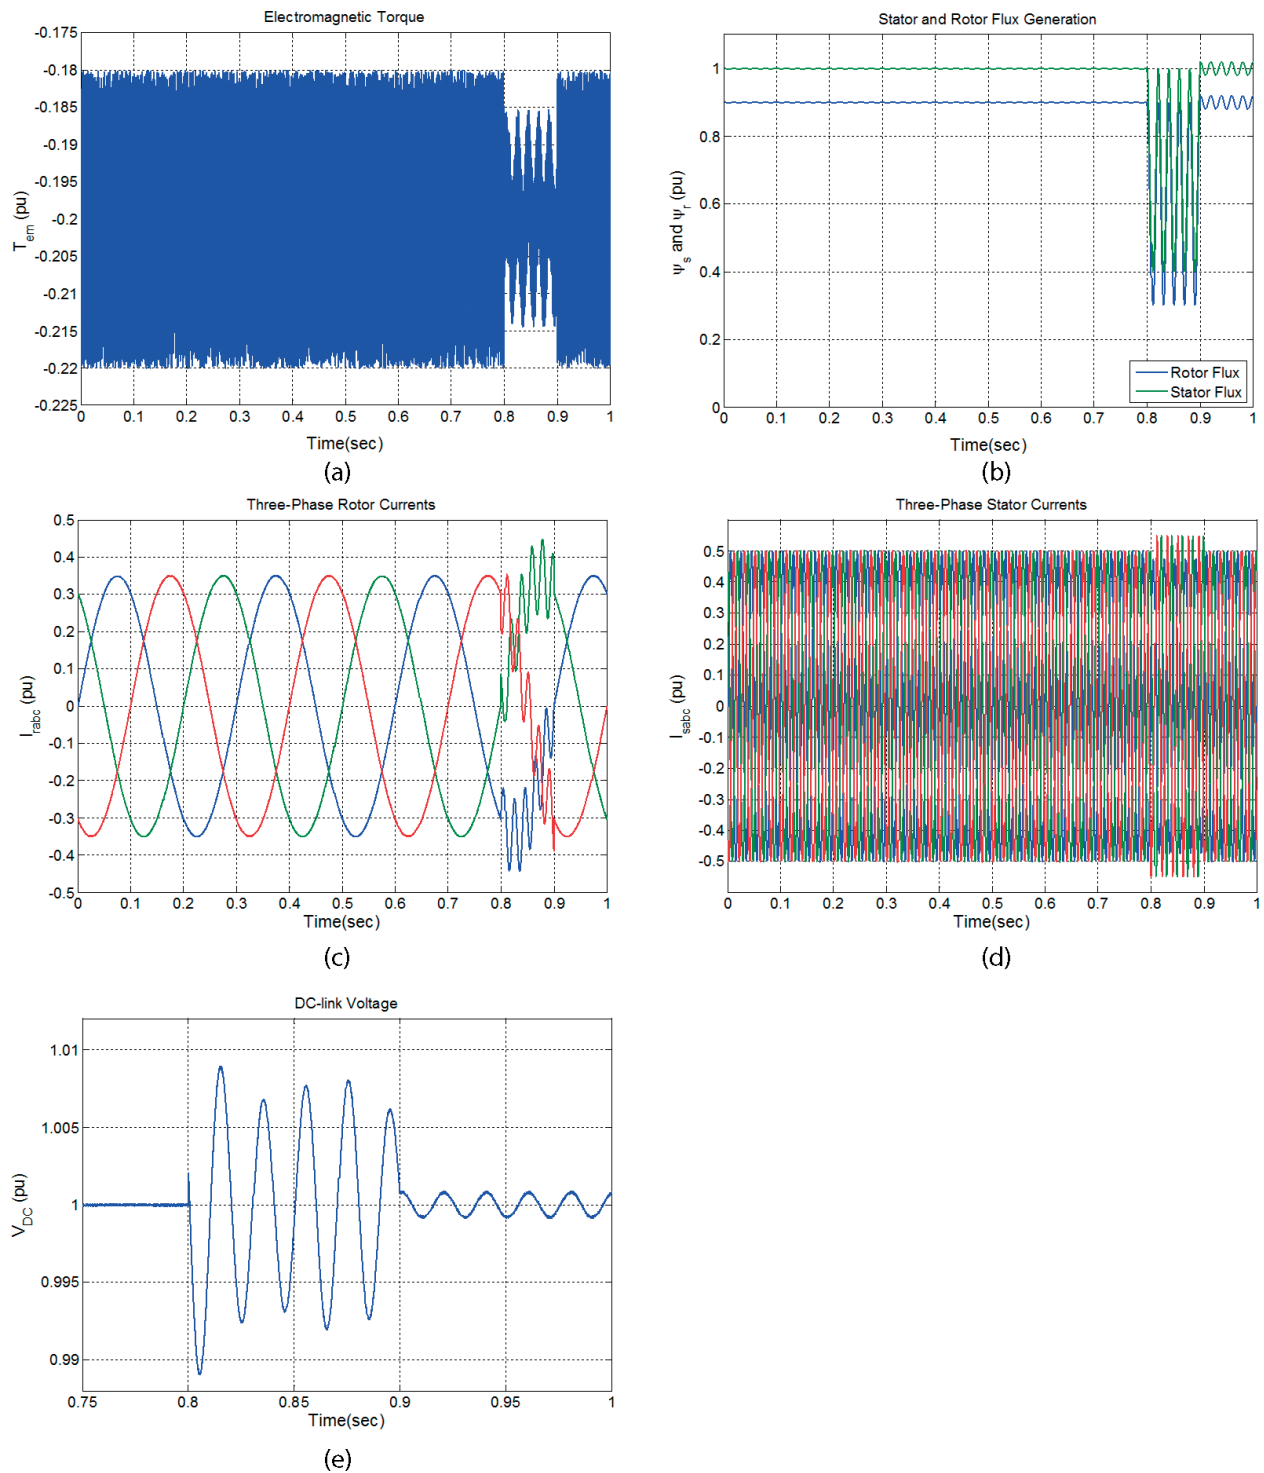 Electromagnetic Torque
-0.175
-0.18
-0.185
-0.19
-0.195
-0.2
-0.205
-0.21
-0.215
-0.22
-0.225
T_em (pu)
0 0.1 0.2 0.3 0.4 0.5 0.6 0.7 0.8 0.9 1
Time(sec)
(a)
Stator and Rotor Flux Generation
1
0.8
0.6
0.4
0.2
0
Ψ_s and Ψ_r (pu)
Rotor Flux
Stator Flux
0 0.1 0.2 0.3 0.4 0.5 0.6 0.7 0.8 0.9 1
Time(sec)
(b)
Three-Phase Rotor Currents
0.5
0.4
0.3
0.2
0.1
0
-0.1
-0.2
-0.3
-0.4
-0.5
I_rabc (pu)
0 0.1 0.2 0.3 0.4 0.5 0.6 0.7 0.8 0.9 1
Time(sec)
(c)
Three-Phase Stator Currents
0.5
0.4
0.3
0.2
0.1
0
-0.1
-0.2
-0.3
-0.4
-0.5
I_sabc (pu)
0 0.1 0.2 0.3 0.4 0.5 0.6 0.7 0.8 0.9 1
Time(sec)
(d)
DC-link Voltage
1.01
1.005
1
0.995
0.99
V_DC (pu)
0.75 0.8 0.85 0.9 0.95 1
Time(sec)
(e)